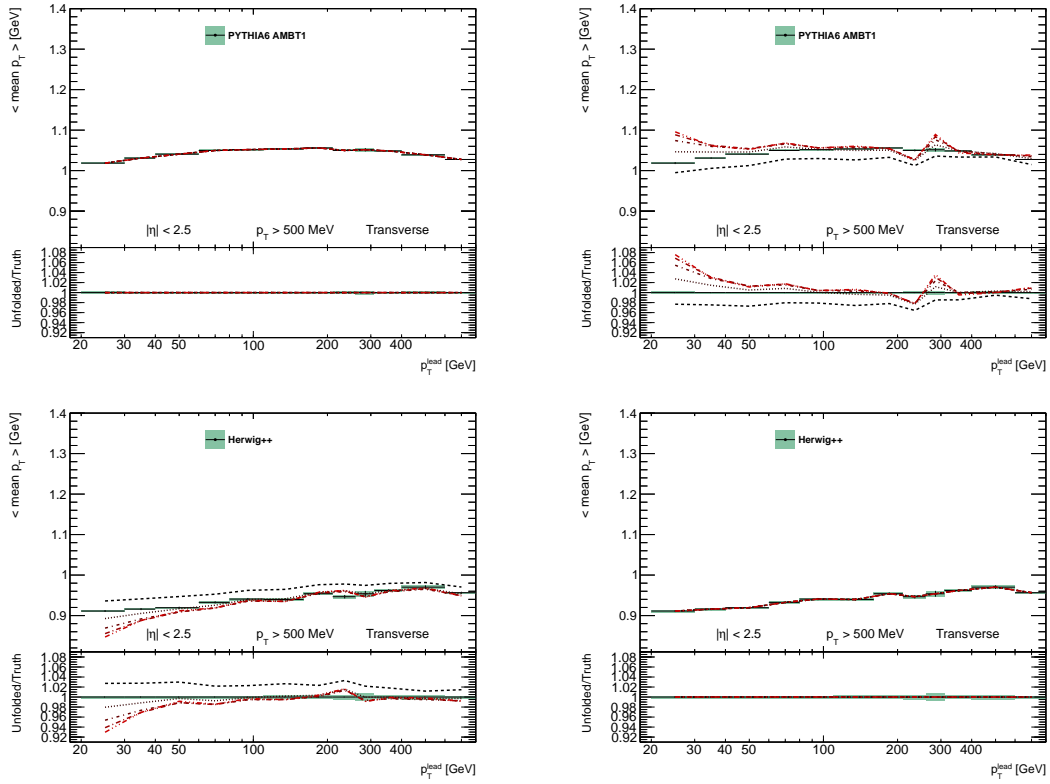 < mean p_T > [GeV]
1.4
1.3
1.2
1.1
1
0.9
PYTHIA6 AMBT1
|η| < 2.5 p_T > 500 MeV Transverse
Unfolded/Truth
1.08
1.06
1.04
1.02
1.00
0.98
0.96
0.94
0.92
20 30 40 50 100 200 300 400
p_T^lead [GeV]
< mean p_T > [GeV]
1.4
1.3
1.2
1.1
1
0.9
PYTHIA6 AMBT1
|η| < 2.5 p_T > 500 MeV Transverse
Unfolded/Truth
1.08
1.06
1.04
1.02
1.00
0.98
0.96
0.94
0.92
20 30 40 50 100 200 300 400
p_T^lead [GeV]
< mean p_T > [GeV]
1.4
1.3
1.2
1.1
1
0.9
Herwig++
|η| < 2.5 p_T > 500 MeV Transverse
Unfolded/Truth
1.08
1.06
1.04
1.02
1.00
0.98
0.96
0.94
0.92
20 30 40 50 100 200 300 400
p_T^lead [GeV]
< mean p_T > [GeV]
1.4
1.3
1.2
1.1
1
0.9
Herwig++
|η| < 2.5 p_T > 500 MeV Transverse
Unfolded/Truth
1.08
1.06
1.04
1.02
1.00
0.98
0.96
0.94
0.92
20 30 40 50 100 200 300 400
p_T^lead [GeV]